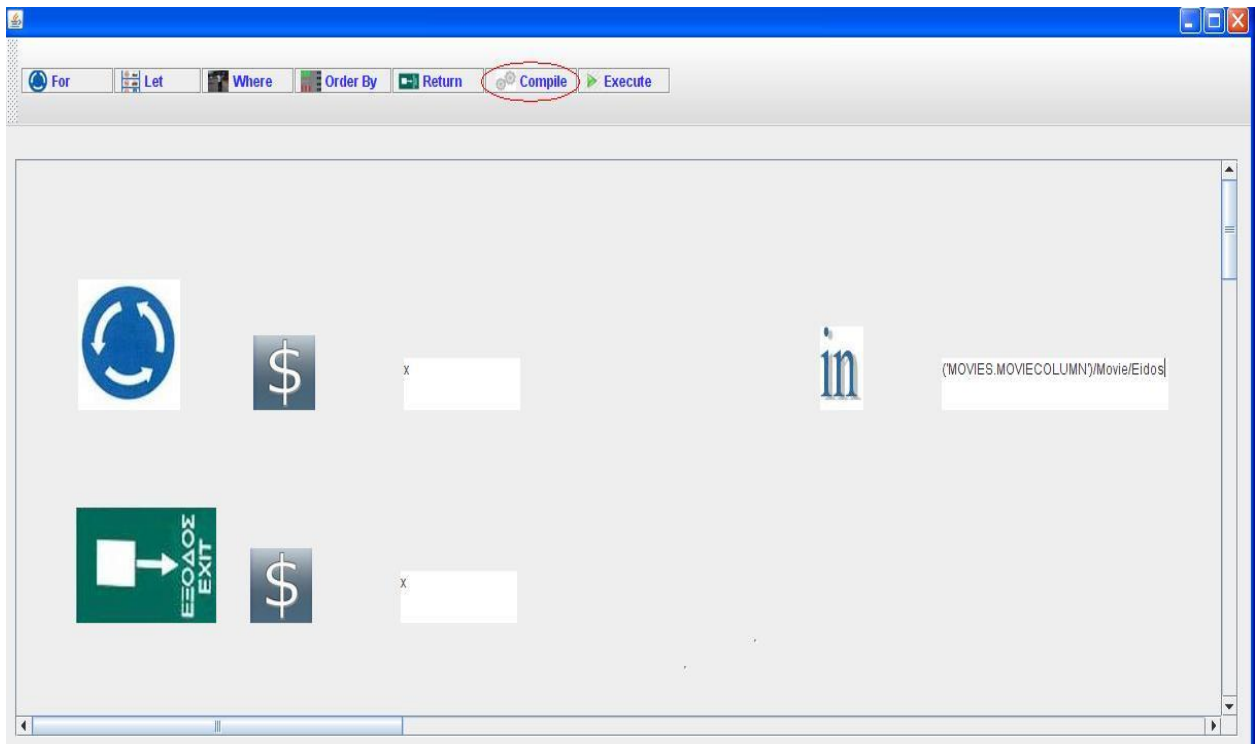 For Let Where Order By Return Compile Execute
$ x in ('MOVIES.MOVIECOLUMN')/Movie/Eidos
ΕΞΟΔΟΣ
EXIT
$ x